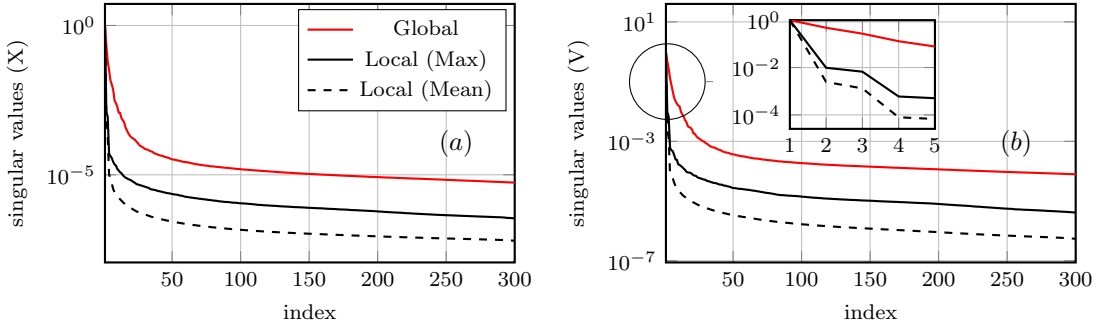 10^0
10^−5
singular values (X)
Global
Local (Max)
Local (Mean)
(a)
50 100 150 200 250 300
index
10^1
10^−3
10^−7
singular values (V)
10^0
10^−2
10^−4
1 2 3 4 5
(b)
50 100 150 200 250 300
index